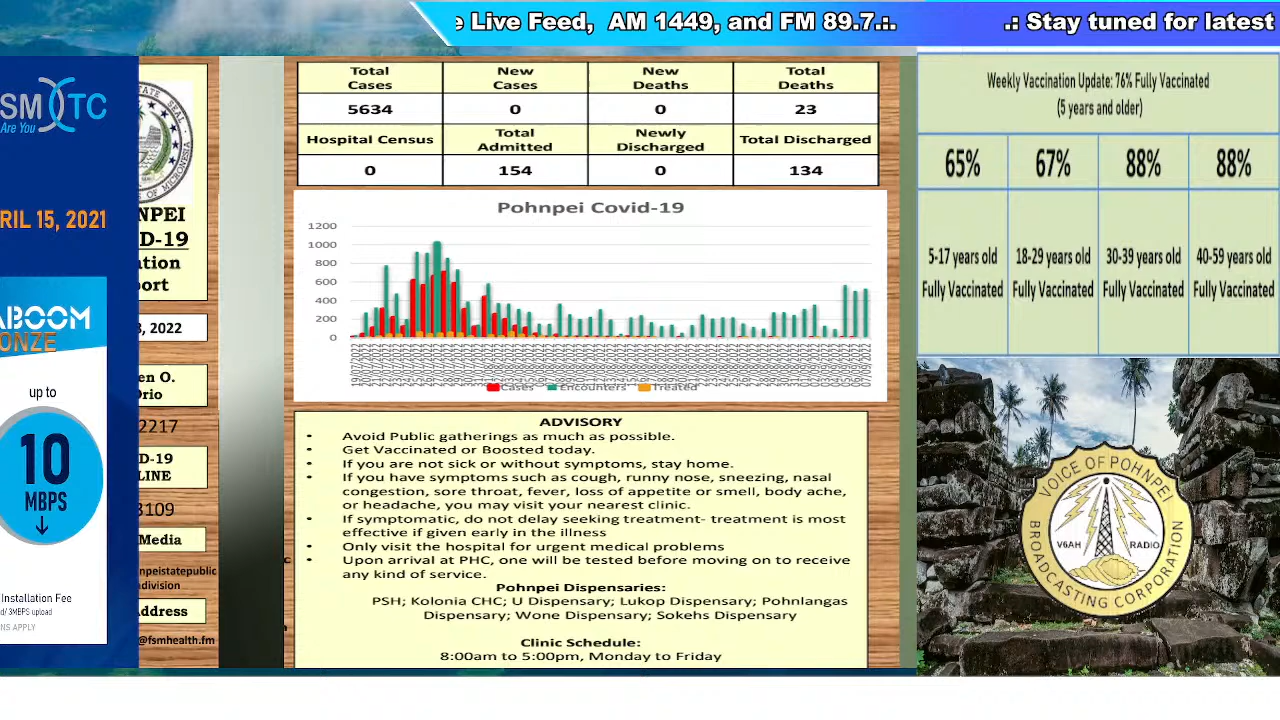 e Live Feed, AM 1449, and FM 89.7.:. .: Stay tuned for latest
SM TC
Are You
RIL 15, 2021
ABOOM
ONZE
up to
10
MBPS
Installation Fee
d/ 3MBPS upload
NS APPLY
NPEI
D-19
tion
port
3, 2022
en O.
Orio
2217
D-19
LINE
3109
Media
npeistatepublic
division
ddress
@fsmhealth.fm
Total Cases
New Cases
New Deaths
Total Deaths
5634
0
0
23
Hospital Census
Total Admitted
Newly Discharged
Total Discharged
0
154
0
134
Pohnpei Covid-19
1200
1000
800
600
400
200
0
Cases Encounters Treated
ADVISORY
• Avoid Public gatherings as much as possible.
• Get Vaccinated or Boosted today.
• If you are not sick or without symptoms, stay home.
• If you have symptoms such as cough, runny nose, sneezing, nasal
congestion, sore throat, fever, loss of appetite or smell, body ache,
or headache, you may visit your nearest clinic.
• If symptomatic, do not delay seeking treatment- treatment is most
effective if given early in the illness
• Only visit the hospital for urgent medical problems
• Upon arrival at PHC, one will be tested before moving on to receive
any kind of service.
Pohnpei Dispensaries:
PSH; Kolonia CHC; U Dispensary; Lukop Dispensary; Pohnlangas
Dispensary; Wone Dispensary; Sokehs Dispensary
Clinic Schedule:
8:00am to 5:00pm, Monday to Friday
Weekly Vaccination Update: 76% Fully Vaccinated
(5 years and older)
65% 67% 88% 88%
5-17 years old 18-29 years old 30-39 years old 40-59 years old
Fully Vaccinated Fully Vaccinated Fully Vaccinated Fully Vaccinated
VOICE OF POHNPEI
V6AH RADIO
BROADCASTING CORPORATION